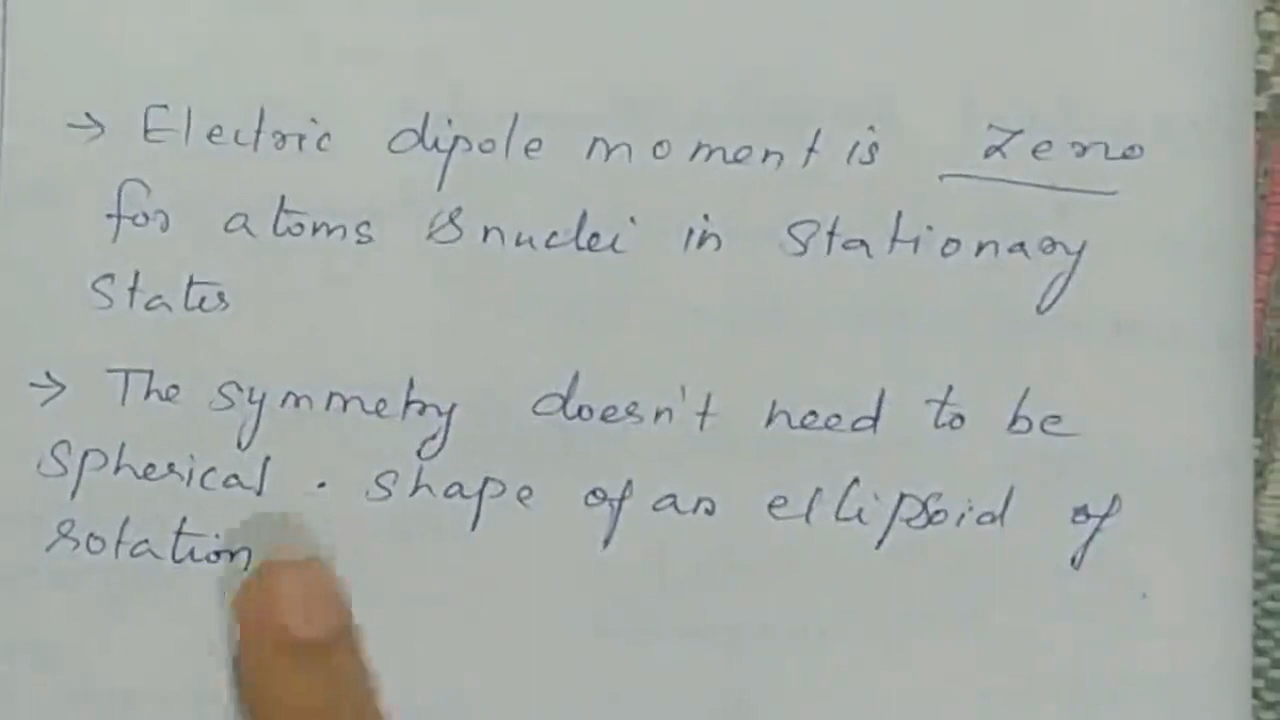 → Electric dipole moment is Zero
for atoms & nuclei in stationary
states
→ The symmetry doesn't need to be
spherical . shape of an ellipsoid of
rotation